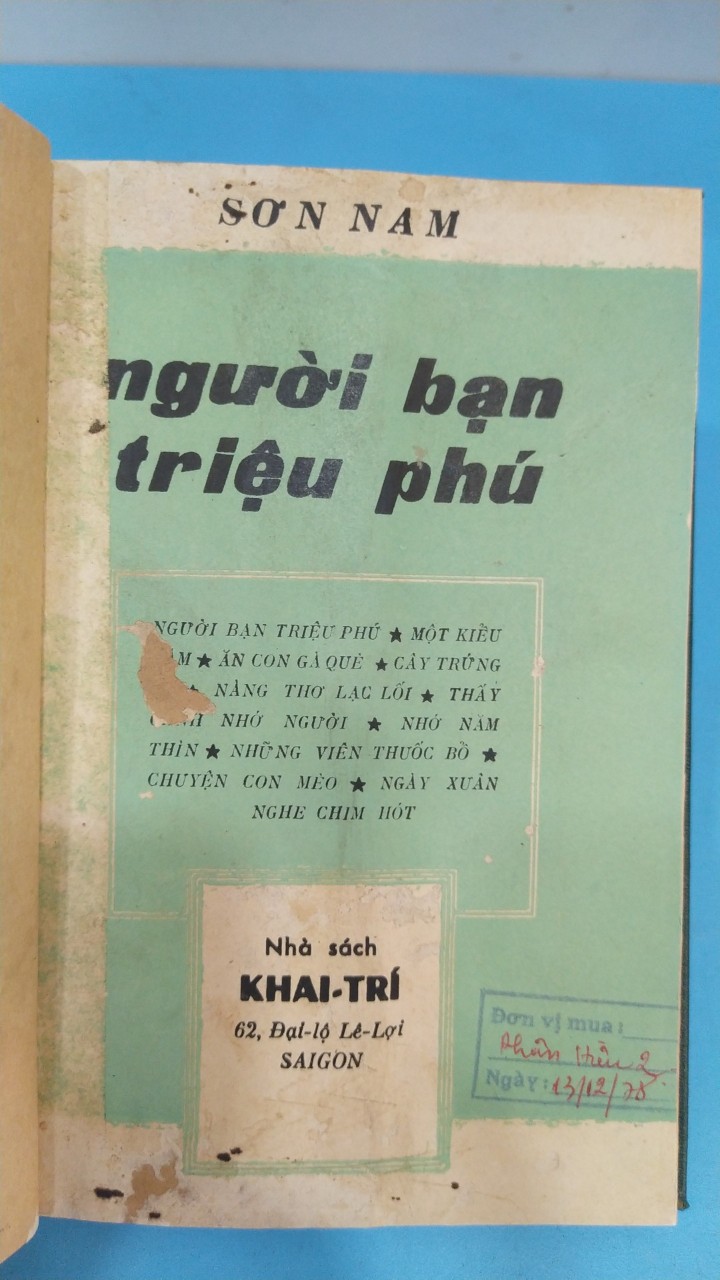 SƠN NAM
người bạn
triệu phú
NGƯỜI BẠN TRIỆU PHÚ ★ MỘT KIỂU
★ ĂN CON GÀ QUÈ ★ CÂY TRỨNG
★ NÀNG THƠ LẠC LỐI ★ THẤY
NHỚ NGƯỜI ★ NHỚ NĂM
THÌN ★ NHỮNG VIÊN THUỐC BỔ ★
CHUYỆN CON MÈO ★ NGÀY XUÂN
NGHE CHIM HÓT
Nhà sách
KHAI-TRÍ
62, Đại-lộ Lê-Lợi
SAIGON
Đơn vị mua:
Ngày: 13/12/78